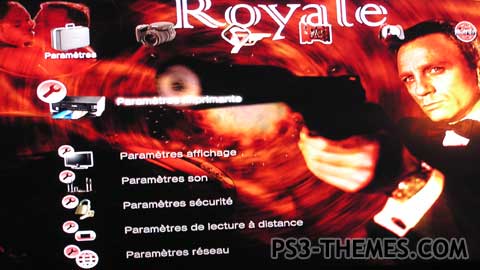 Royale
Paramètres
Paramètres imprimante
Paramètres affichage
Paramètres son
Paramètres sécurité
Paramètres de lecture à distance
Paramètres réseau
PS3-THEMES.COM